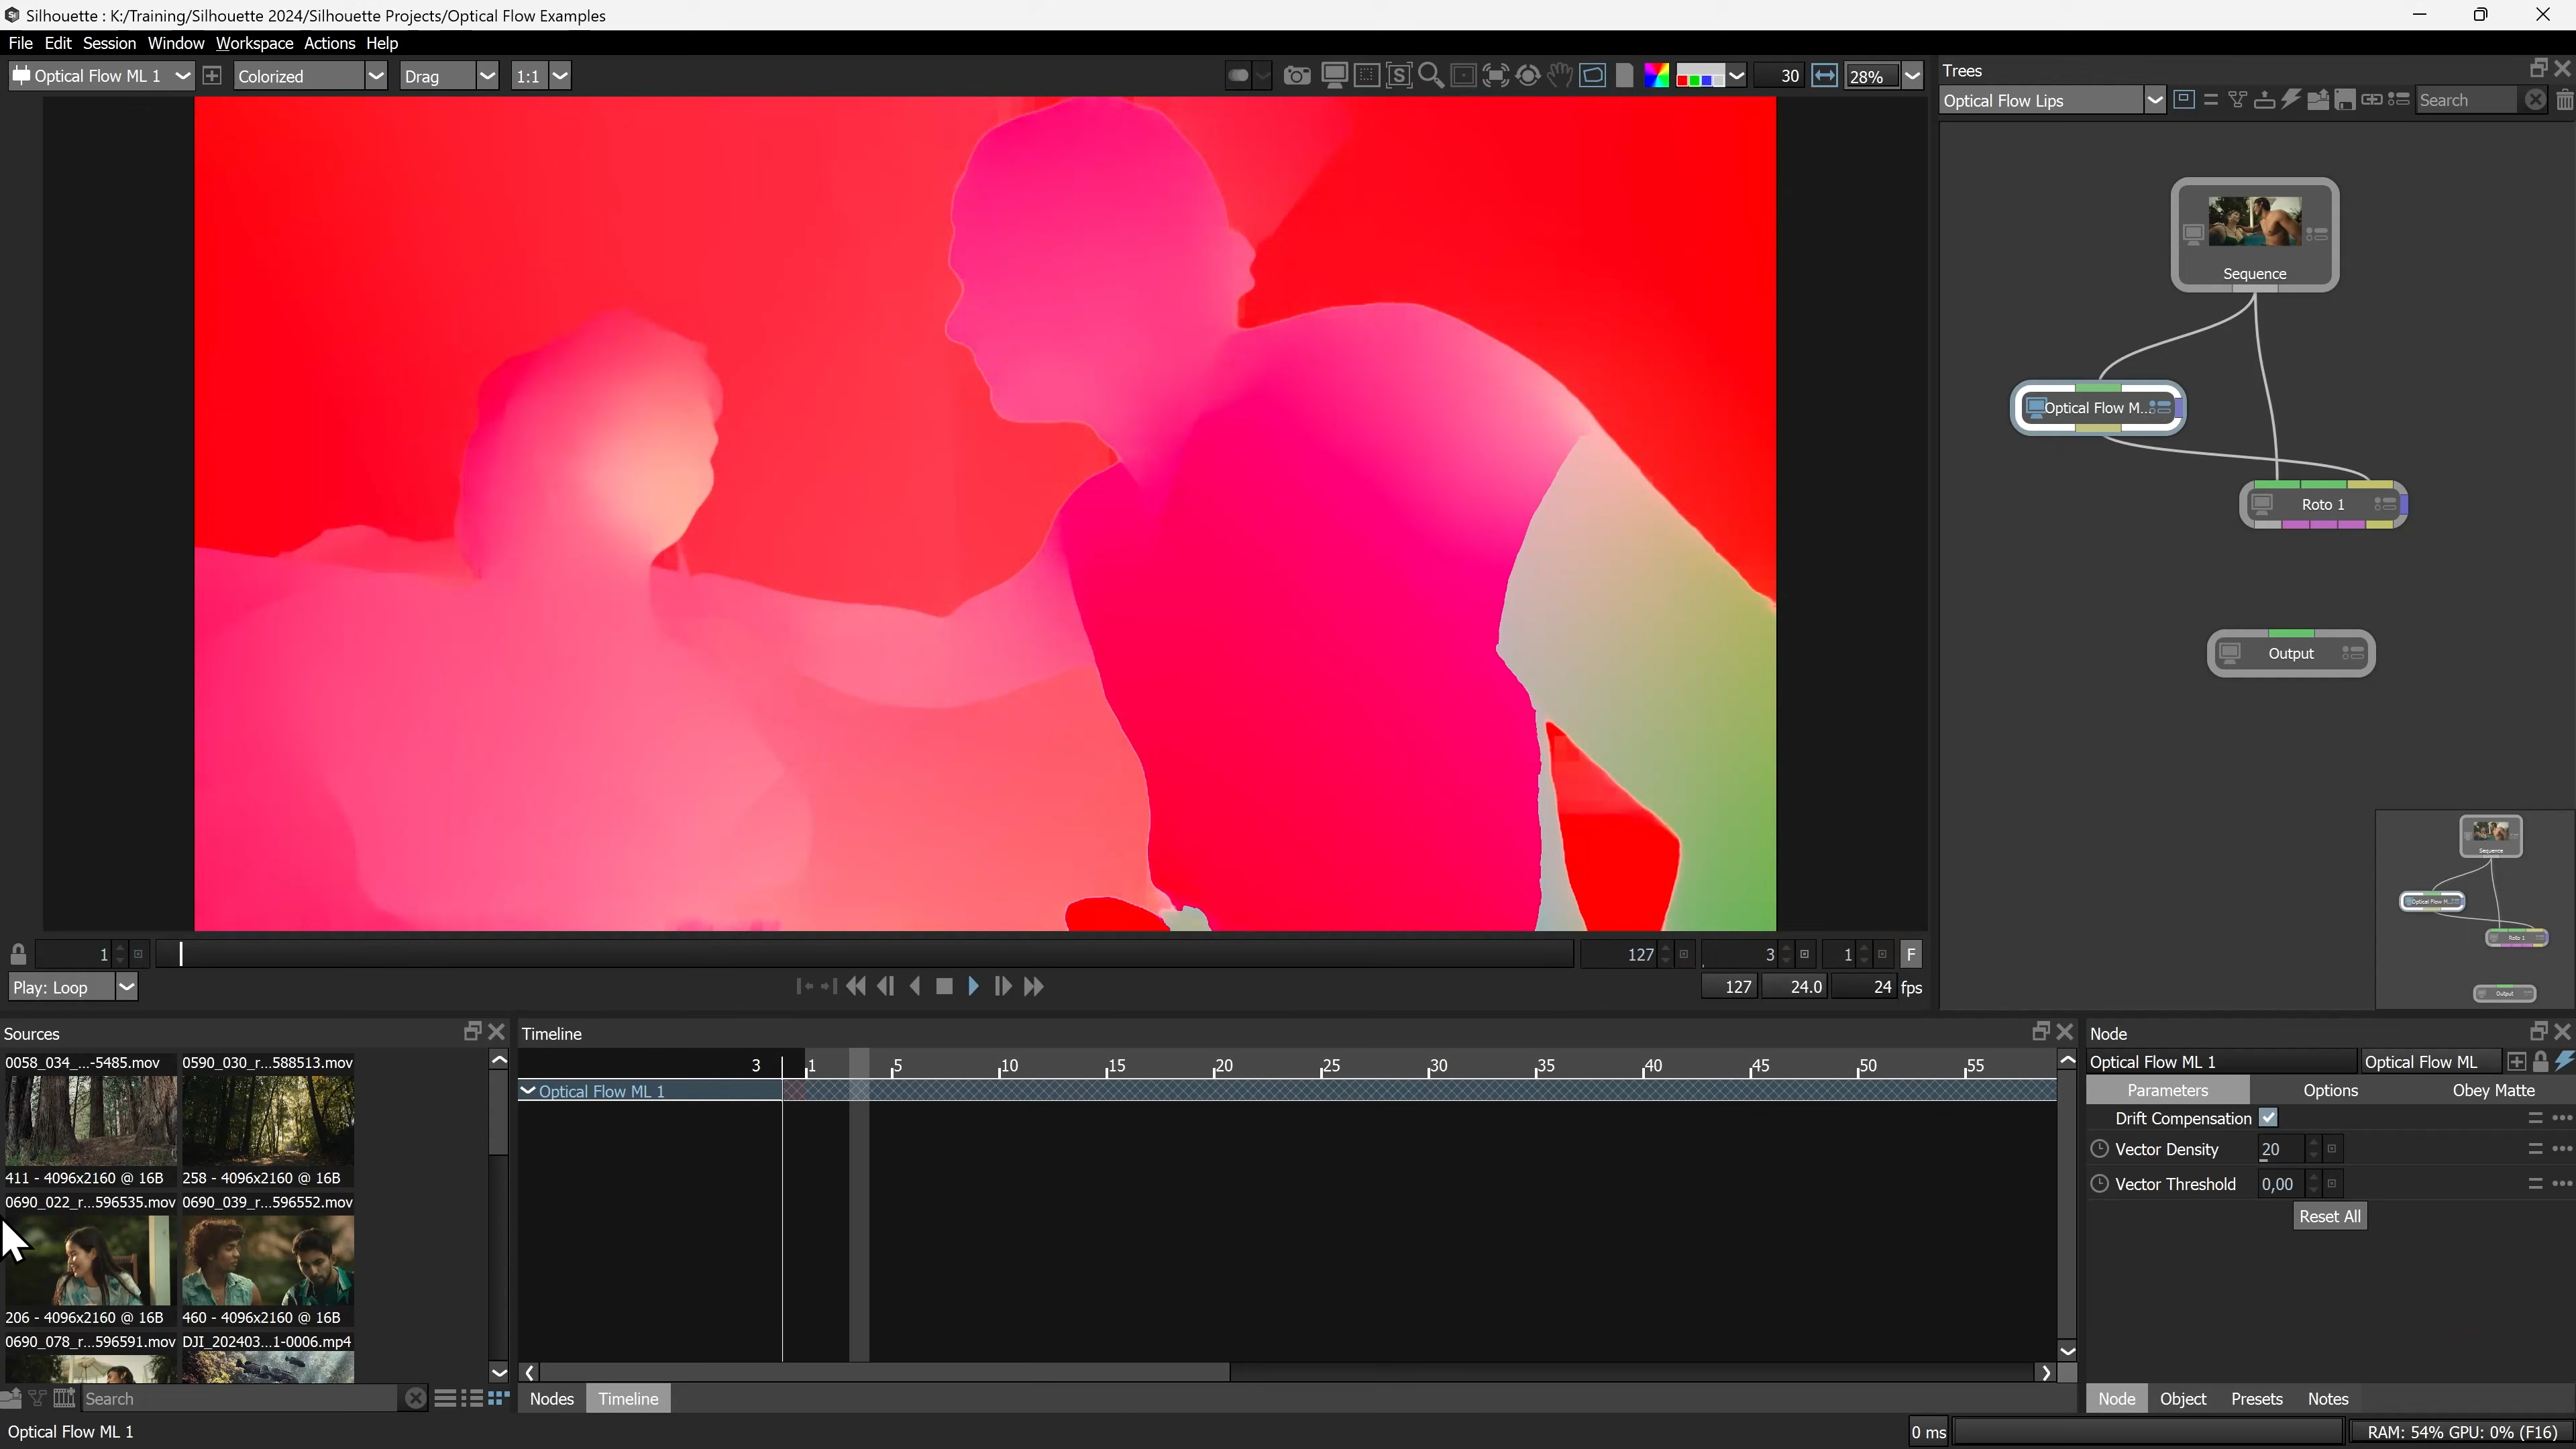 Silhouette : K:/Training/Silhouette 2024/Silhouette Projects/Optical Flow Examples
File Edit Session Window Workspace Actions Help
Optical Flow ML 1 Colorized Drag 1:1 30 28%
Trees
Optical Flow Lips Search
Sequence
Optical Flow M...
Roto 1
Output
Sequence
Optical Flow M...
Roto 1
Output
1 127 3 1 F
Play: Loop 127 24.0 24 fps
Sources
0058_034_...-5485.mov 0590_030_r...588513.mov
411 - 4096x2160 @ 16B 258 - 4096x2160 @ 16B
0690_022_r...596535.mov 0690_039_r...596552.mov
206 - 4096x2160 @ 16B 460 - 4096x2160 @ 16B
0690_078_r...596591.mov DJI_202403...1-0006.mp4
Search
Timeline
3 1 5 10 15 20 25 30 35 40 45 50 55
Optical Flow ML 1
Nodes Timeline
Node
Optical Flow ML 1 Optical Flow ML
Parameters Options Obey Matte
Drift Compensation
Vector Density 20
Vector Threshold 0,00
Reset All
Node Object Presets Notes
Optical Flow ML 1 0 ms RAM: 54% GPU: 0% (F16)